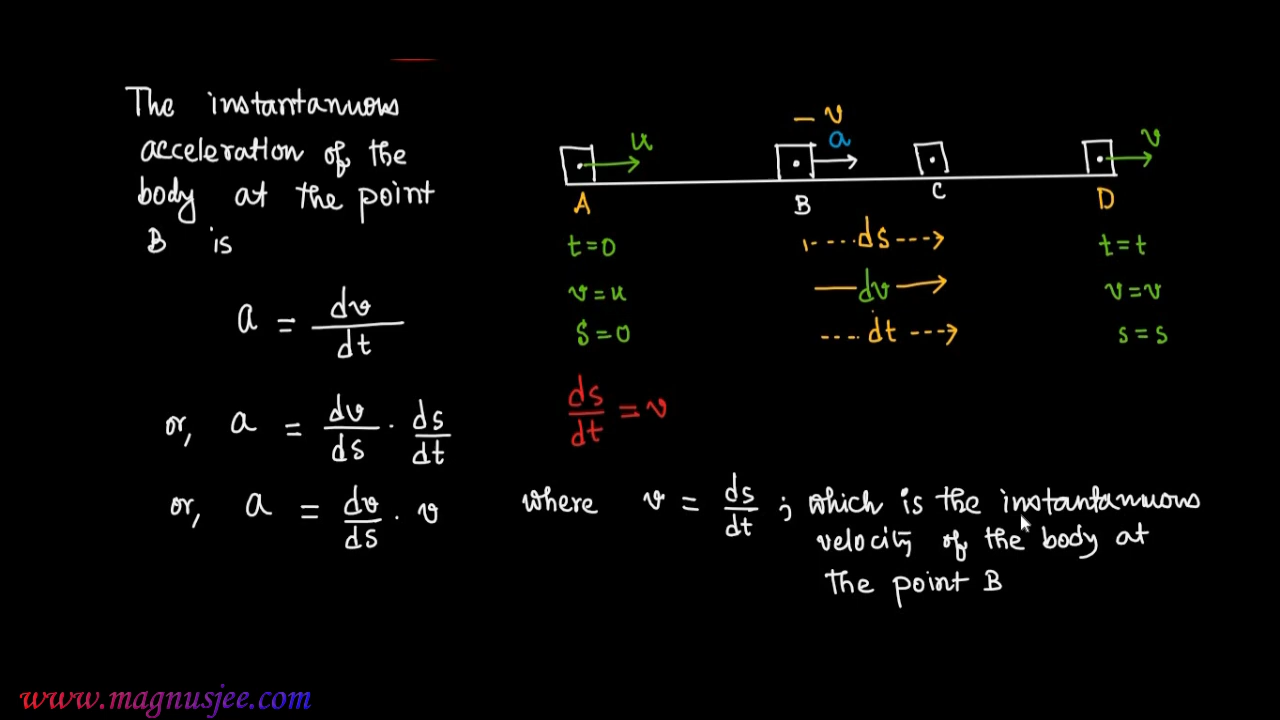 The instantanuous
acceleration of the
body at the point
B is
a = dv/dt
or, a = dv/ds · ds/dt
or, a = dv/ds · v
– v
u a v
A B C D
t=0 ds t=t
v=u dv v=v
S=0 dt s=s
ds/dt = v
where v = ds/dt ; which is the instantanuous
velocity of the body at
the point B
www.magnusjee.com